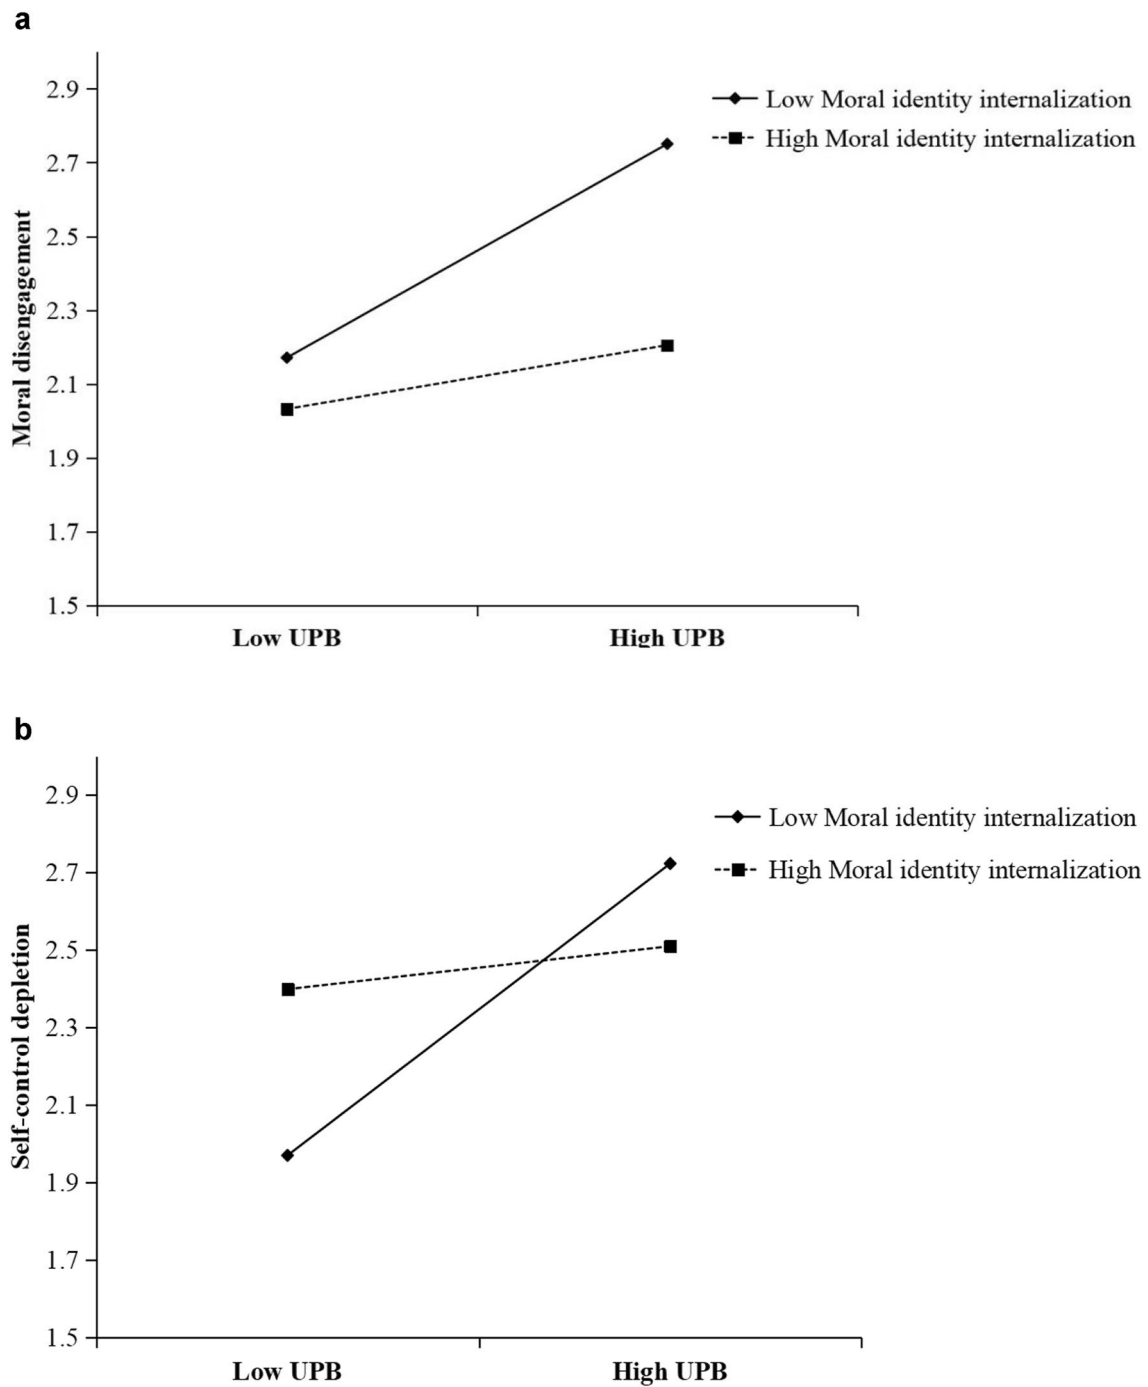 a
2.9
2.7
2.5
2.3
2.1
1.9
1.7
1.5
Moral disengagement
Low Moral identity internalization
High Moral identity internalization
Low UPB
High UPB
b
2.9
2.7
2.5
2.3
2.1
1.9
1.7
1.5
Self-control depletion
Low Moral identity internalization
High Moral identity internalization
Low UPB
High UPB